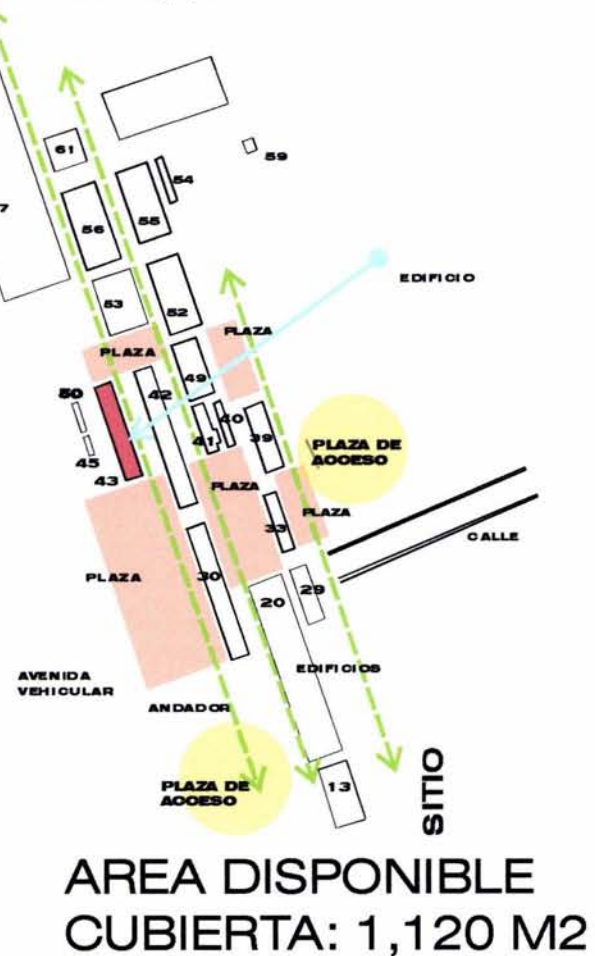 61
59
54
7
56
55
53
52
EDIFICIO
PLAZA
PLAZA
49
50
42
40
41
39
PLAZA DE
ACCESO
45
43
PLAZA
PLAZA
33
CALLE
PLAZA
30
20
29
EDIFICIOS
AVENIDA
VEHICULAR
ANDADOR
PLAZA DE
ACCESO
13
SITIO
AREA DISPONIBLE
CUBIERTA: 1,120 M2